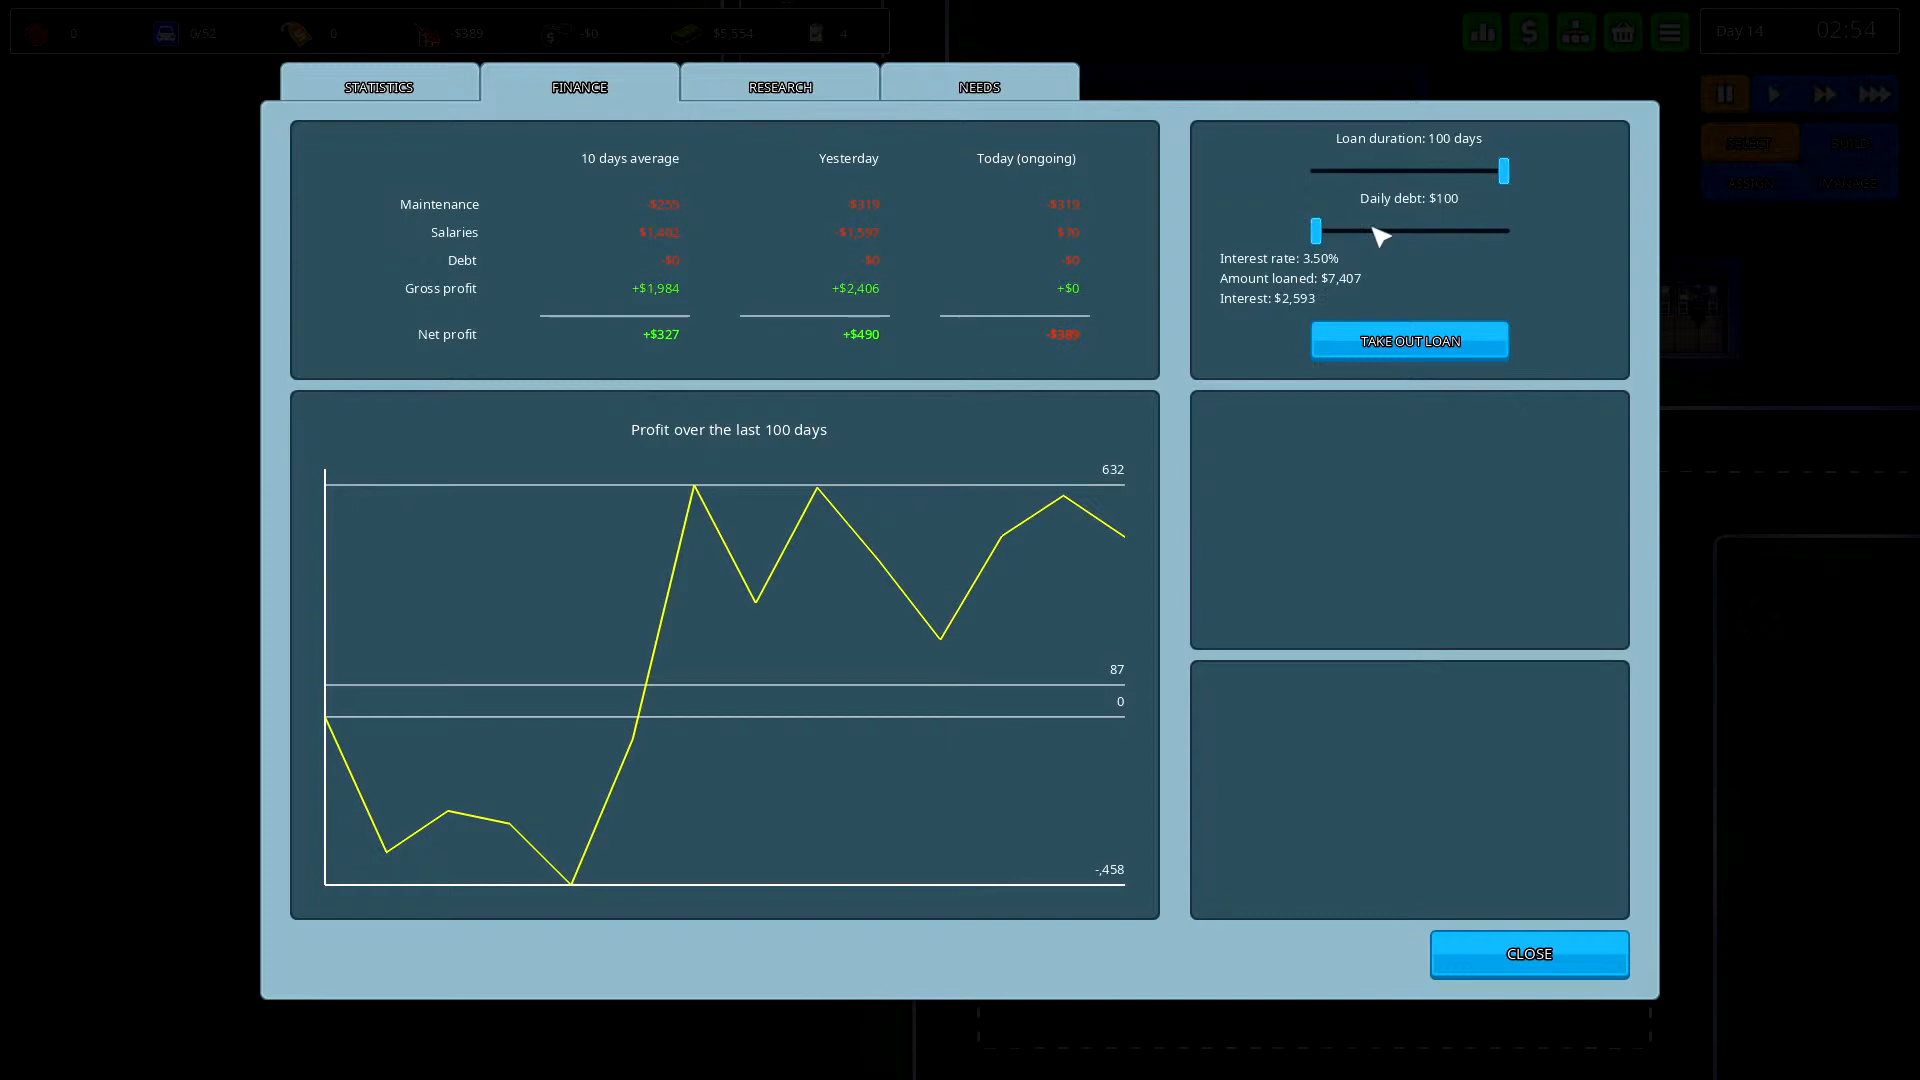 0 0/52 0 -$389 -$0 $5,554 4 Day 14 02:54
STATISTICS FINANCE RESEARCH NEEDS
10 days average Yesterday Today (ongoing)
Maintenance -$255 -$319 -$319
Salaries -$1,402 -$1,597 -$70
Debt -$0 -$0 -$0
Gross profit +$1,984 +$2,406 +$0
Net profit +$327 +$490 -$389
Loan duration: 100 days
Daily debt: $100
Interest rate: 3.50%
Amount loaned: $7,407
Interest: $2,593
TAKE OUT LOAN
SELECT BUILD
ASSIGN MANAGE
Profit over the last 100 days
632
87
0
-,458
CLOSE